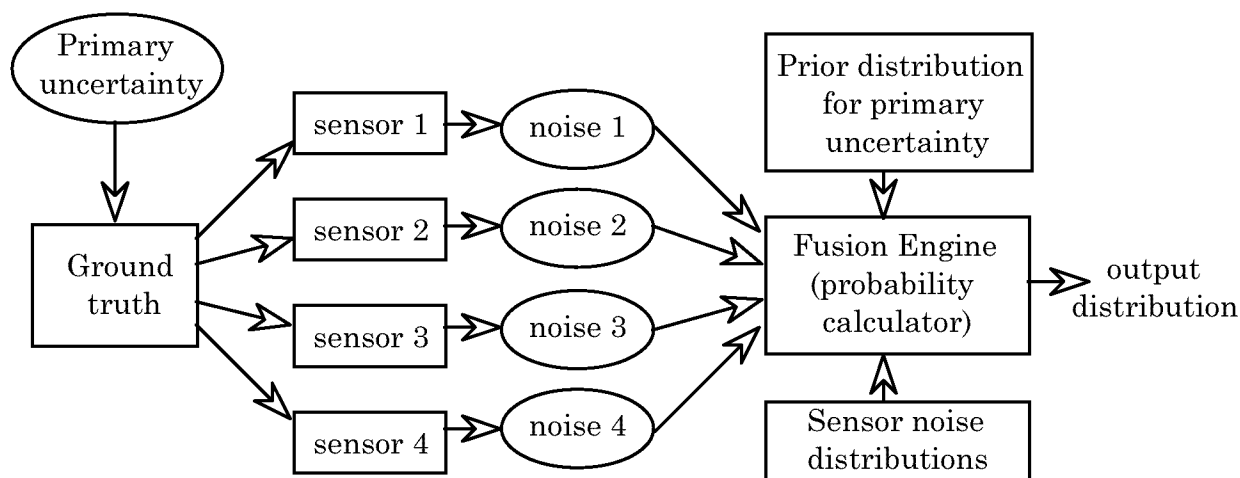 Primary
uncertainty
Ground
truth
sensor 1
noise 1
sensor 2
noise 2
sensor 3
noise 3
sensor 4
noise 4
Prior distribution
for primary
uncertainty
Fusion Engine
(probability
calculator)
output
distribution
Sensor noise
distributions